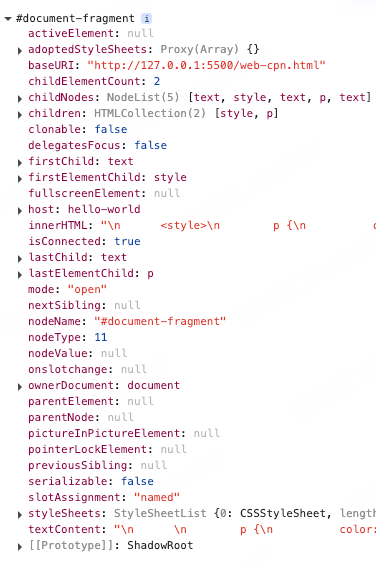 #document-fragment i
activeElement: null
adoptedStyleSheets: Proxy(Array) {}
baseURI: "http://127.0.0.1:5500/web-cpn.html"
childElementCount: 2
childNodes: NodeList(5) [text, style, text, p, text]
children: HTMLCollection(2) [style, p]
clonable: false
delegatesFocus: false
firstChild: text
firstElementChild: style
fullscreenElement: null
host: hello-world
innerHTML: "\n      <style>\n        p {\n          c
isConnected: true
lastChild: text
lastElementChild: p
mode: "open"
nextSibling: null
nodeName: "#document-fragment"
nodeType: 11
nodeValue: null
onslotchange: null
ownerDocument: document
parentElement: null
parentNode: null
pictureInPictureElement: null
pointerLockElement: null
previousSibling: null
serializable: false
slotAssignment: "named"
styleSheets: StyleSheetList {0: CSSStyleSheet, length
textContent: "\n      \n        p {\n          color:
[[Prototype]]: ShadowRoot